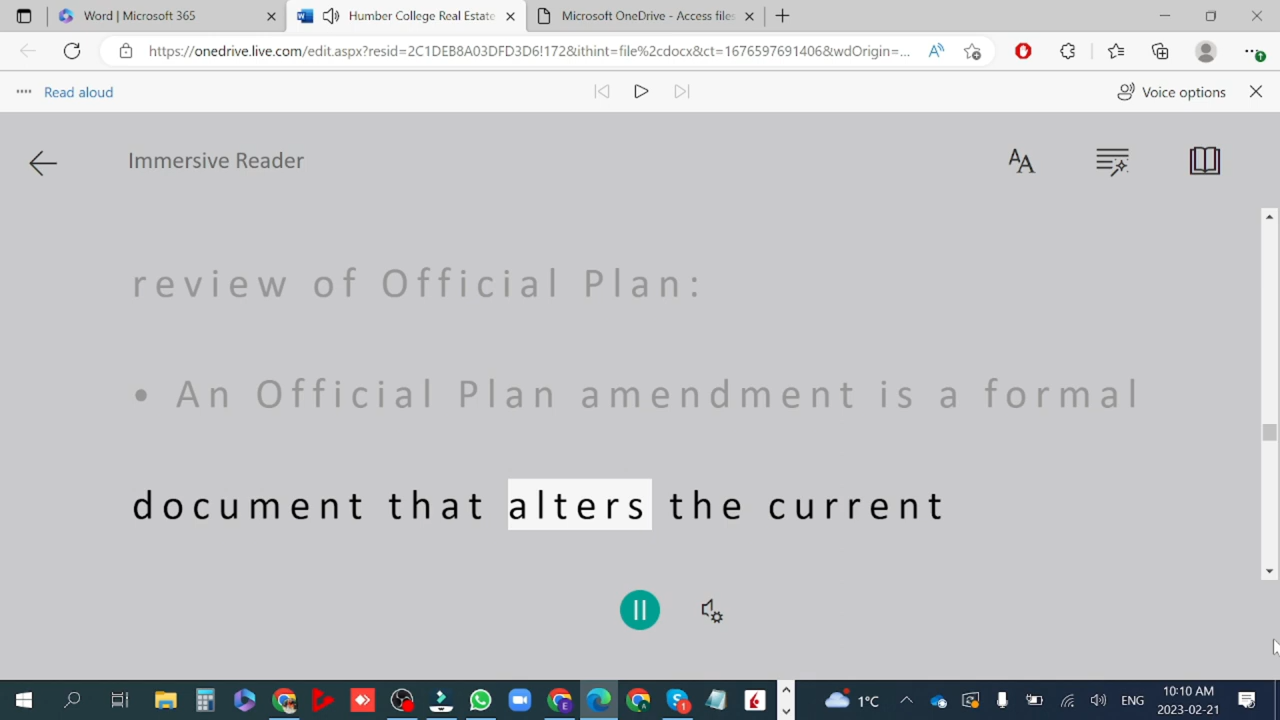 Word | Microsoft 365
Humber College Real Estate
Microsoft OneDrive - Access files
https://onedrive.live.com/edit.aspx?resid=2C1DEB8A03DFD3D6!172&ithint=file%2cdocx&ct=1676597691406&wdOrigin=...
Read aloud
Voice options
Immersive Reader
review of Official Plan:
• An Official Plan amendment is a formal
document that alters the current
1°C
ENG
10:10 AM
2023-02-21